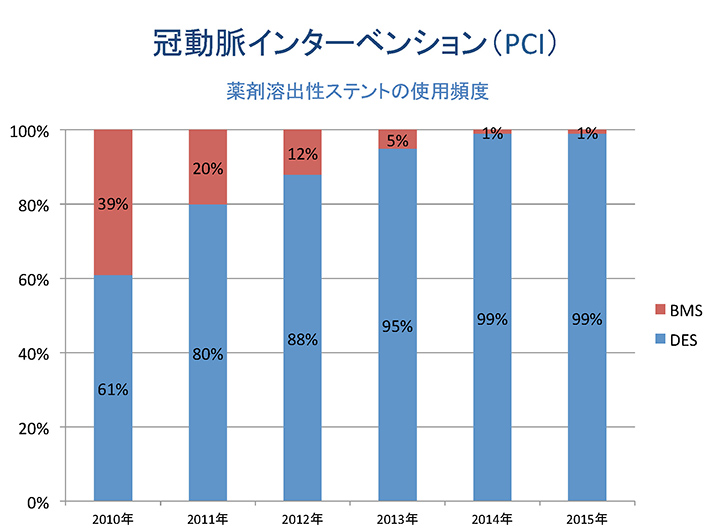 冠動脈インターベンション（PCI）
薬剤溶出性ステントの使用頻度
100%
80%
60%
40%
20%
0%
39%
20%
12%
5%
1%
1%
61%
80%
88%
95%
99%
99%
BMS
DES
2010年
2011年
2012年
2013年
2014年
2015年